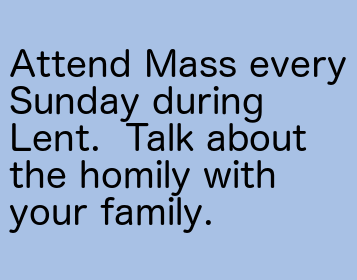 Attend Mass every
Sunday during
Lent.  Talk about
the homily with
your family.